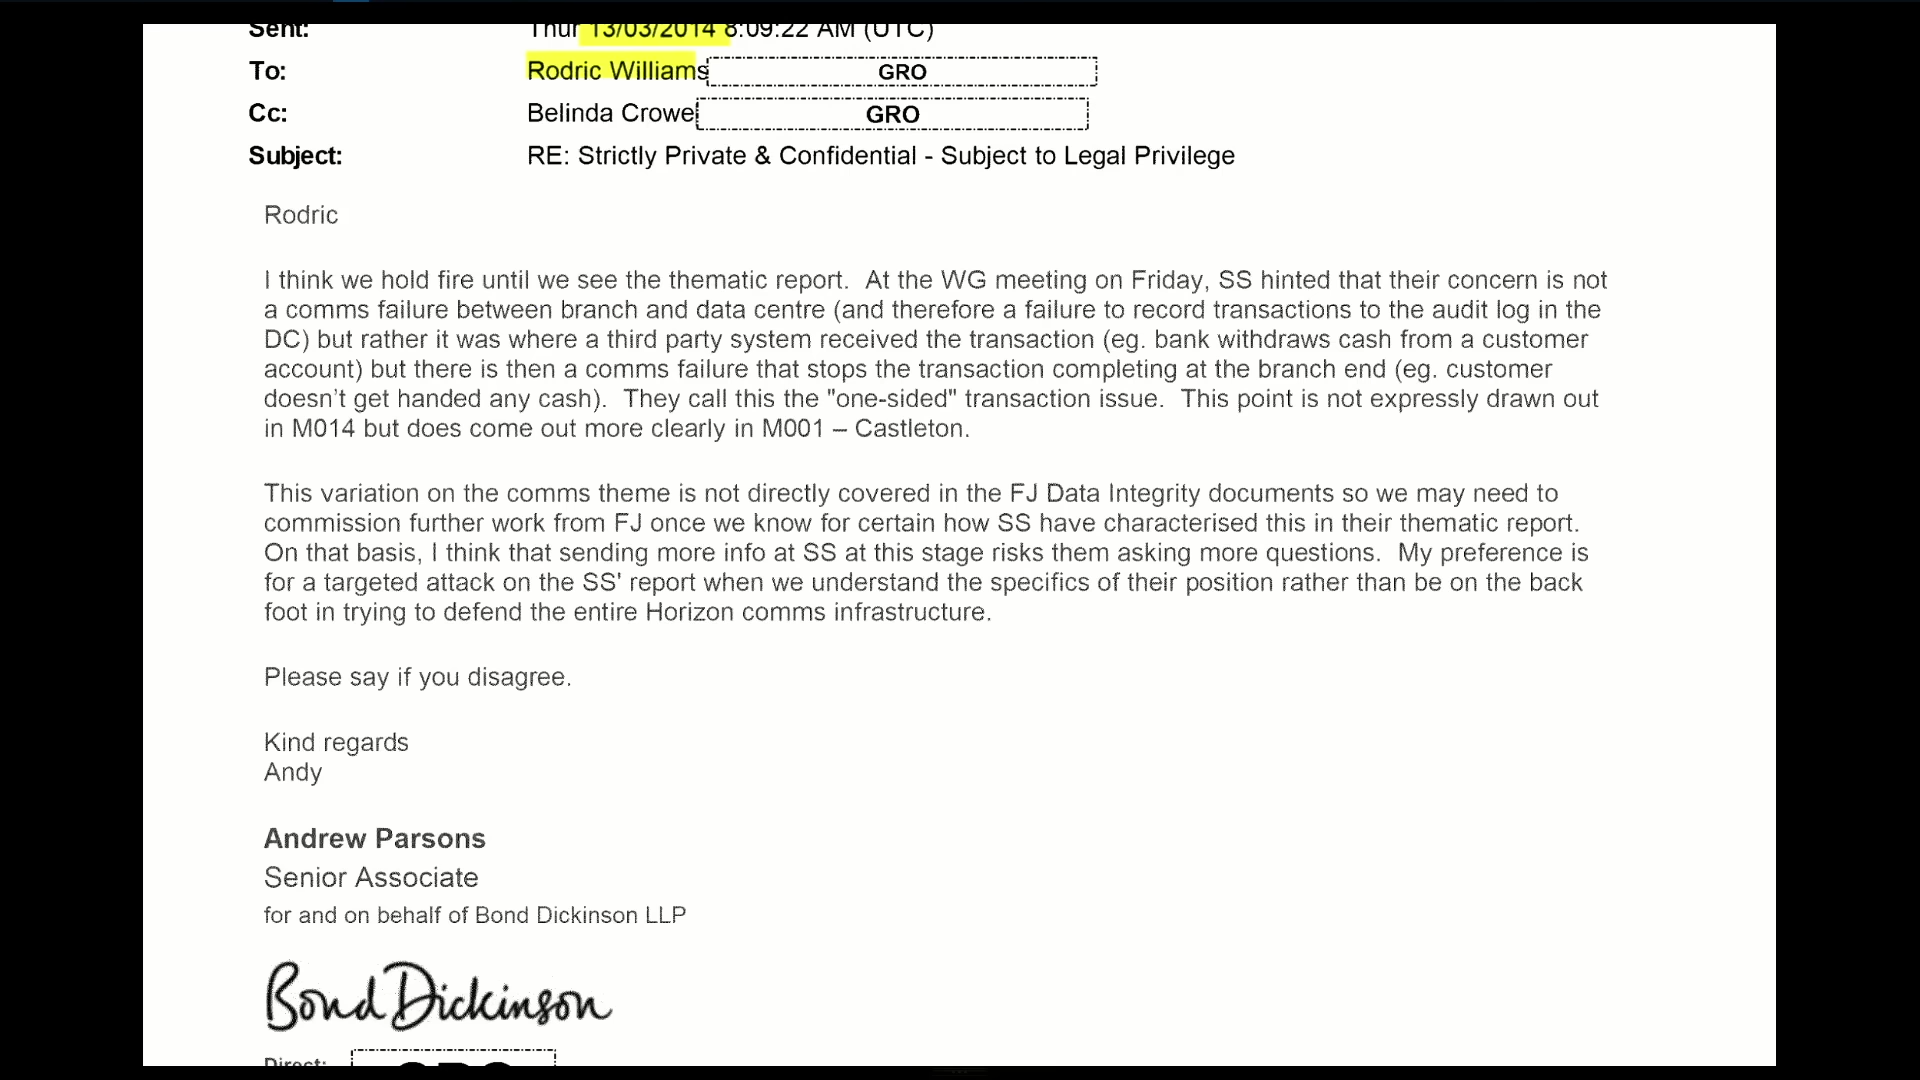 Sent: Thur 13/03/2014 8:09:22 AM (UTC)
To: Rodric Williams GRO
Cc: Belinda Crowe GRO
Subject: RE: Strictly Private & Confidential - Subject to Legal Privilege
Rodric
I think we hold fire until we see the thematic report.  At the WG meeting on Friday, SS hinted that their concern is not
a comms failure between branch and data centre (and therefore a failure to record transactions to the audit log in the
DC) but rather it was where a third party system received the transaction (eg. bank withdraws cash from a customer
account) but there is then a comms failure that stops the transaction completing at the branch end (eg. customer
doesn't get handed any cash).  They call this the "one-sided" transaction issue.  This point is not expressly drawn out
in M014 but does come out more clearly in M001 – Castleton.
This variation on the comms theme is not directly covered in the FJ Data Integrity documents so we may need to
commission further work from FJ once we know for certain how SS have characterised this in their thematic report.
On that basis, I think that sending more info at SS at this stage risks them asking more questions.  My preference is
for a targeted attack on the SS' report when we understand the specifics of their position rather than be on the back
foot in trying to defend the entire Horizon comms infrastructure.
Please say if you disagree.
Kind regards
Andy
Andrew Parsons
Senior Associate
for and on behalf of Bond Dickinson LLP
Bond Dickinson
Direct: GRO